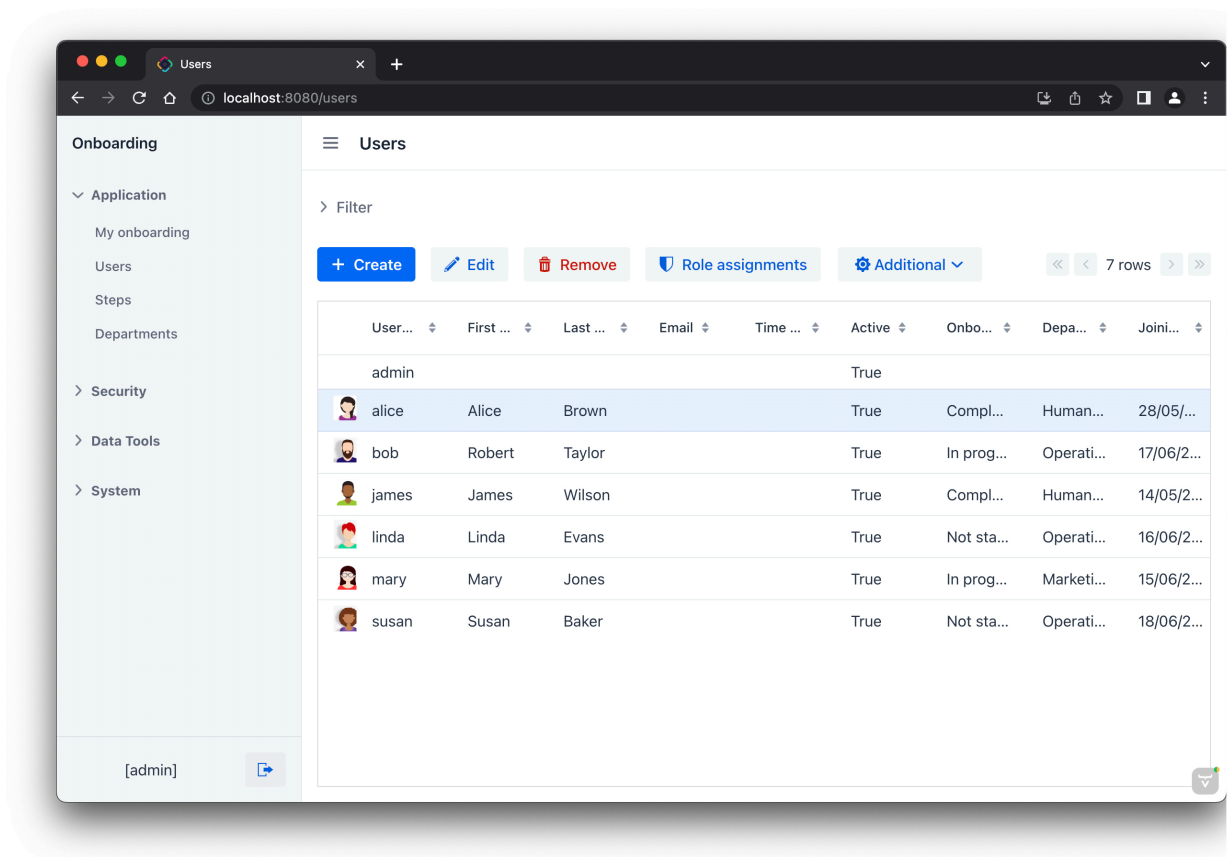 Users
localhost:8080/users
Onboarding
Users
Application
My onboarding
Users
Steps
Departments
Security
Data Tools
System
[admin]
Filter
+ Create Edit Remove Role assignments Additional 7 rows
User... First ... Last ... Email Time ... Active Onbo... Depa... Joini...
admin True
alice Alice Brown True Compl... Human... 28/05/...
bob Robert Taylor True In prog... Operati... 17/06/2...
james James Wilson True Compl... Human... 14/05/2...
linda Linda Evans True Not sta... Operati... 16/06/2...
mary Mary Jones True In prog... Marketi... 15/06/2...
susan Susan Baker True Not sta... Operati... 18/06/2...